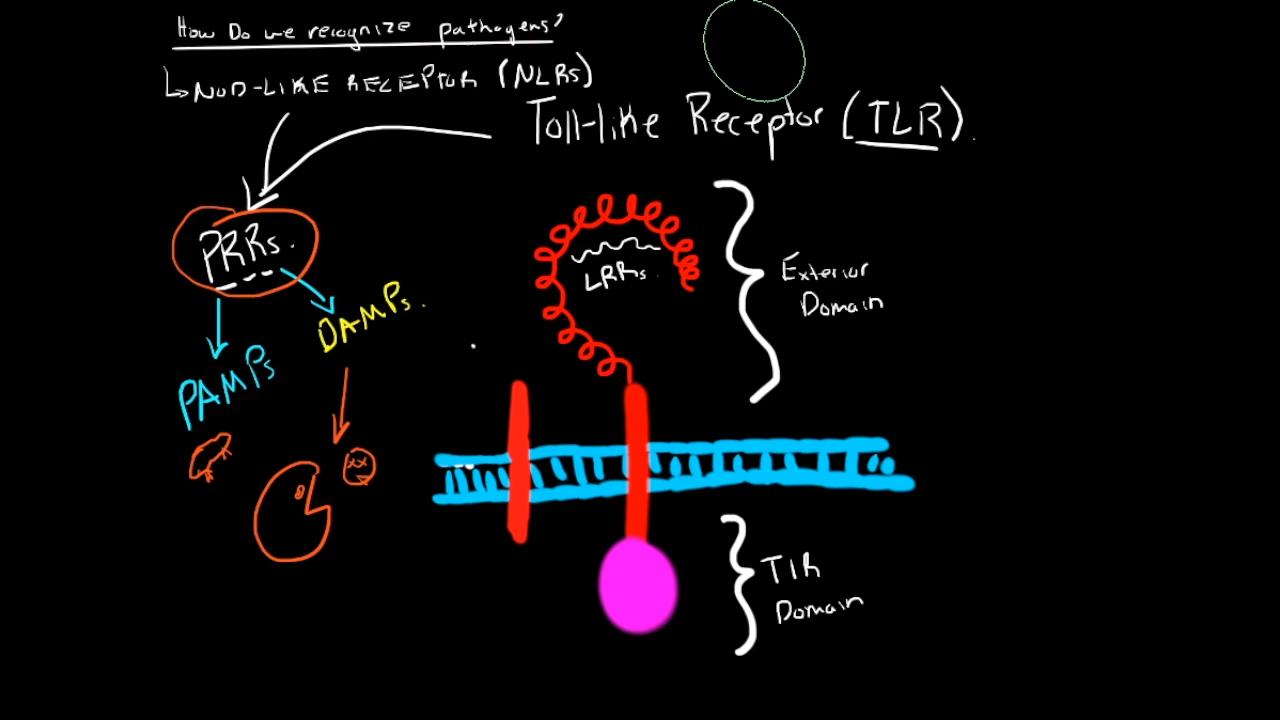 How Do we recognize pathogens?
↳ NOD-LIKE RECEPTOR (NLRs)
Toll-like Receptor (TLR).
PRRs.
LRRs.
Exterior
Domain
DAMPs.
PAMPs
xx
TIR
Domain